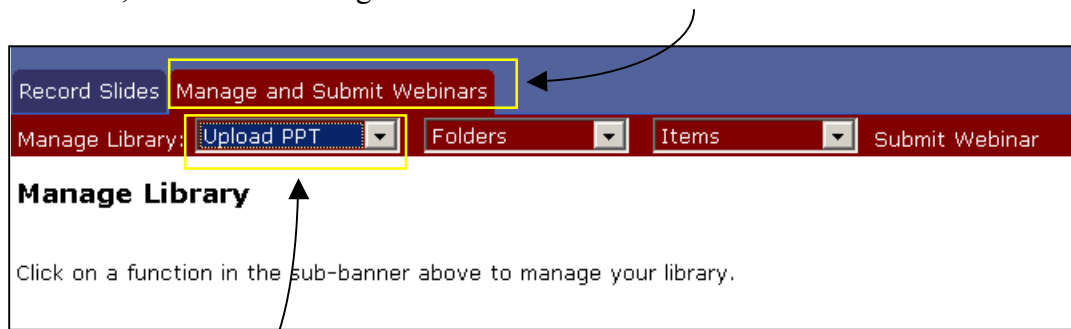 Record Slides Manage and Submit Webinars
Manage Library: Upload PPT Folders Items Submit Webinar
Manage Library
Click on a function in the sub-banner above to manage your library.